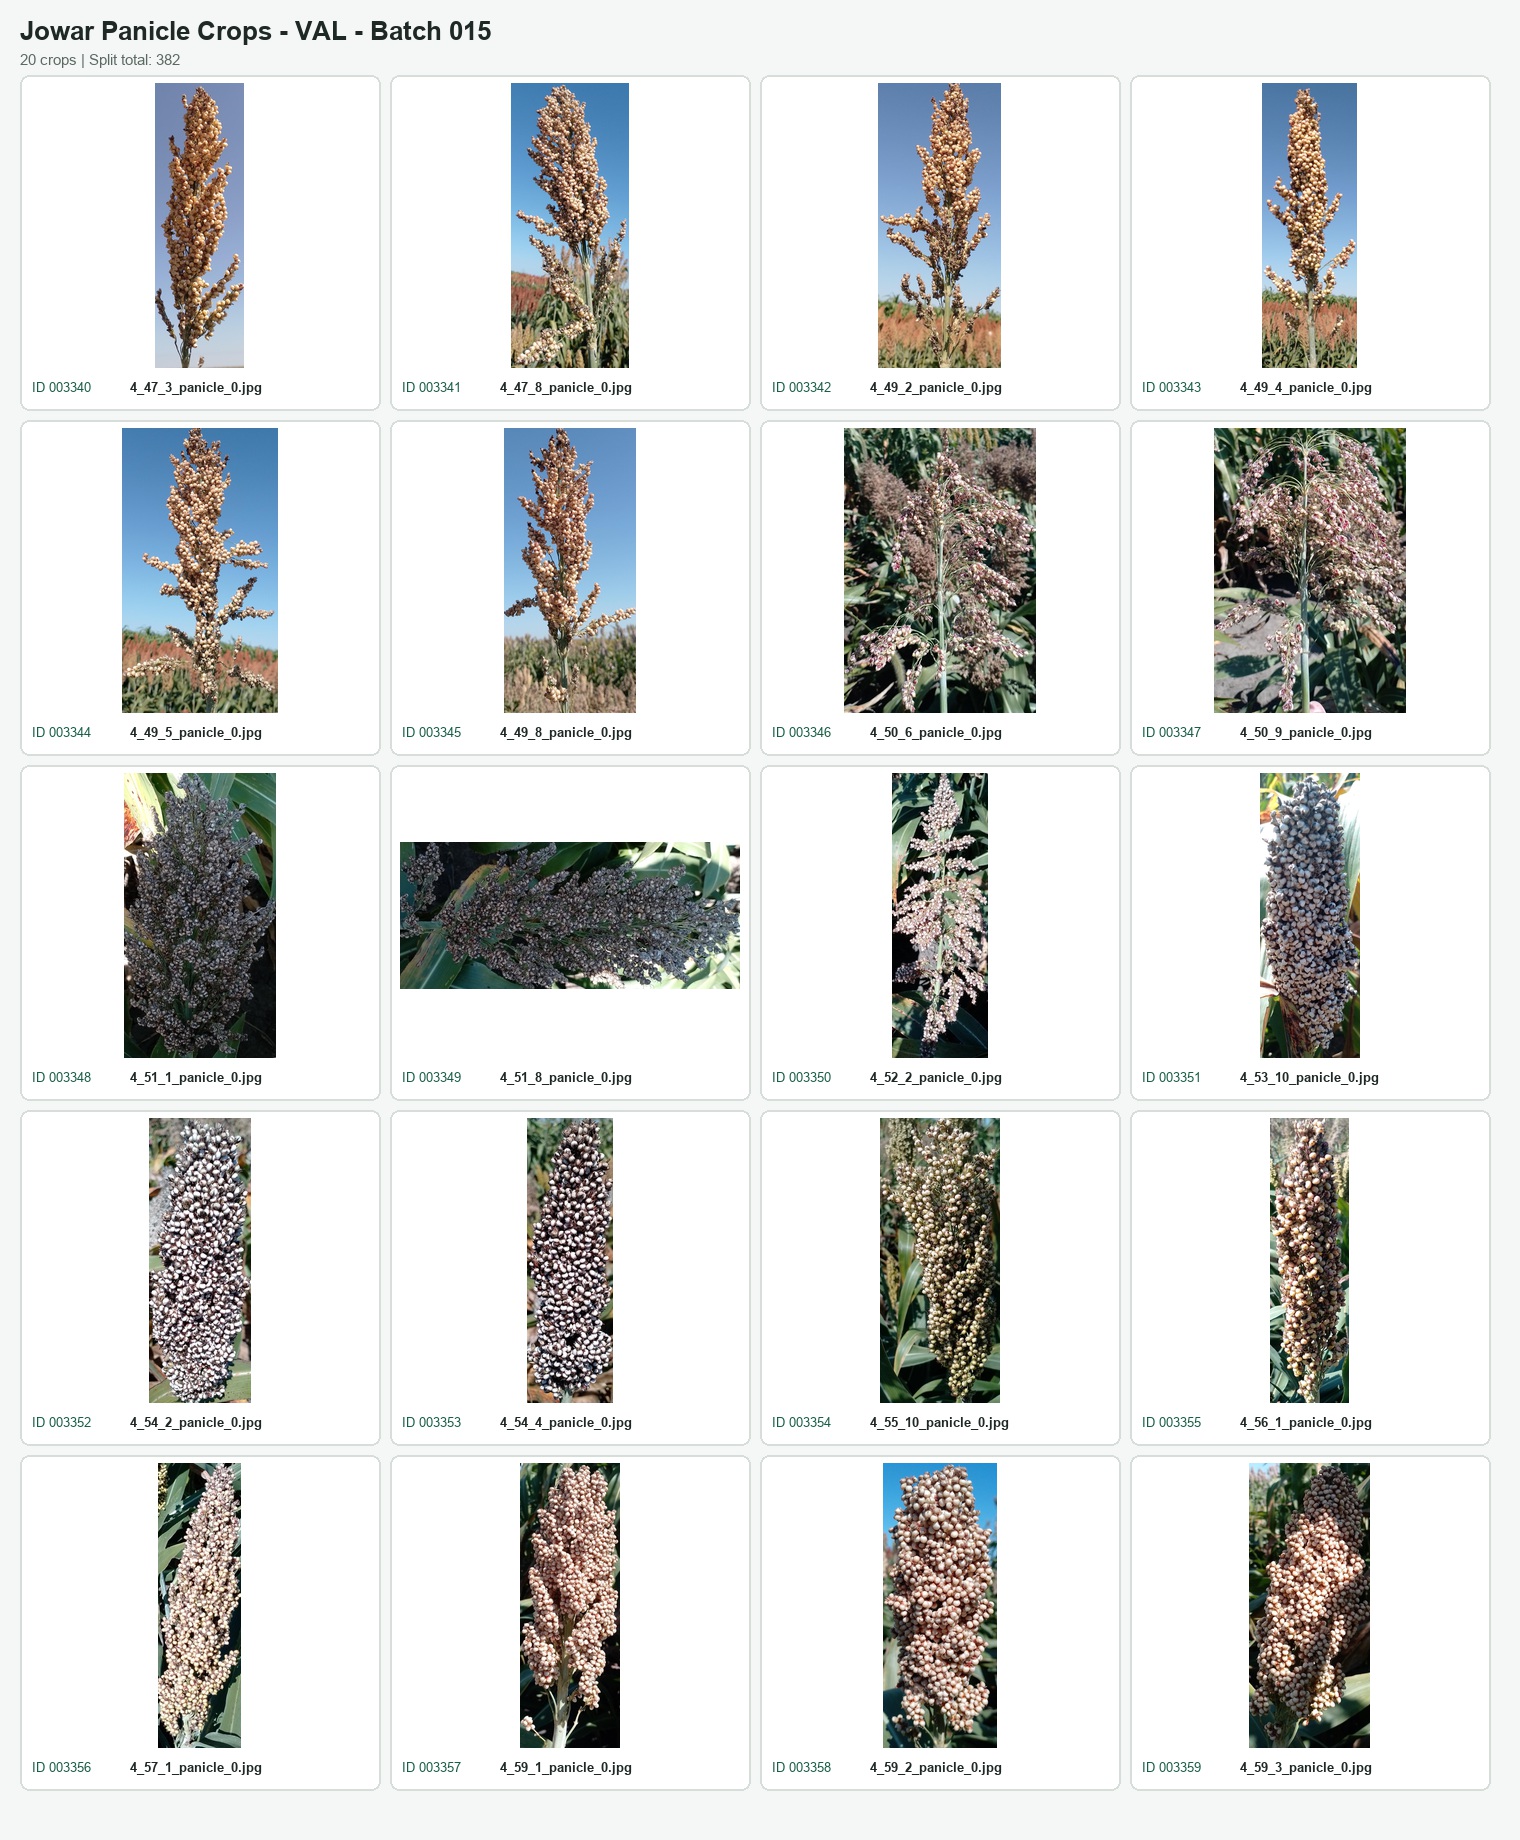 Jowar Panicle Crops - VAL - Batch 015
20 crops | Split total: 382
ID 003340 4_47_3_panicle_0.jpg
ID 003341 4_47_8_panicle_0.jpg
ID 003342 4_49_2_panicle_0.jpg
ID 003343 4_49_4_panicle_0.jpg
ID 003344 4_49_5_panicle_0.jpg
ID 003345 4_49_8_panicle_0.jpg
ID 003346 4_50_6_panicle_0.jpg
ID 003347 4_50_9_panicle_0.jpg
ID 003348 4_51_1_panicle_0.jpg
ID 003349 4_51_8_panicle_0.jpg
ID 003350 4_52_2_panicle_0.jpg
ID 003351 4_53_10_panicle_0.jpg
ID 003352 4_54_2_panicle_0.jpg
ID 003353 4_54_4_panicle_0.jpg
ID 003354 4_55_10_panicle_0.jpg
ID 003355 4_56_1_panicle_0.jpg
ID 003356 4_57_1_panicle_0.jpg
ID 003357 4_59_1_panicle_0.jpg
ID 003358 4_59_2_panicle_0.jpg
ID 003359 4_59_3_panicle_0.jpg